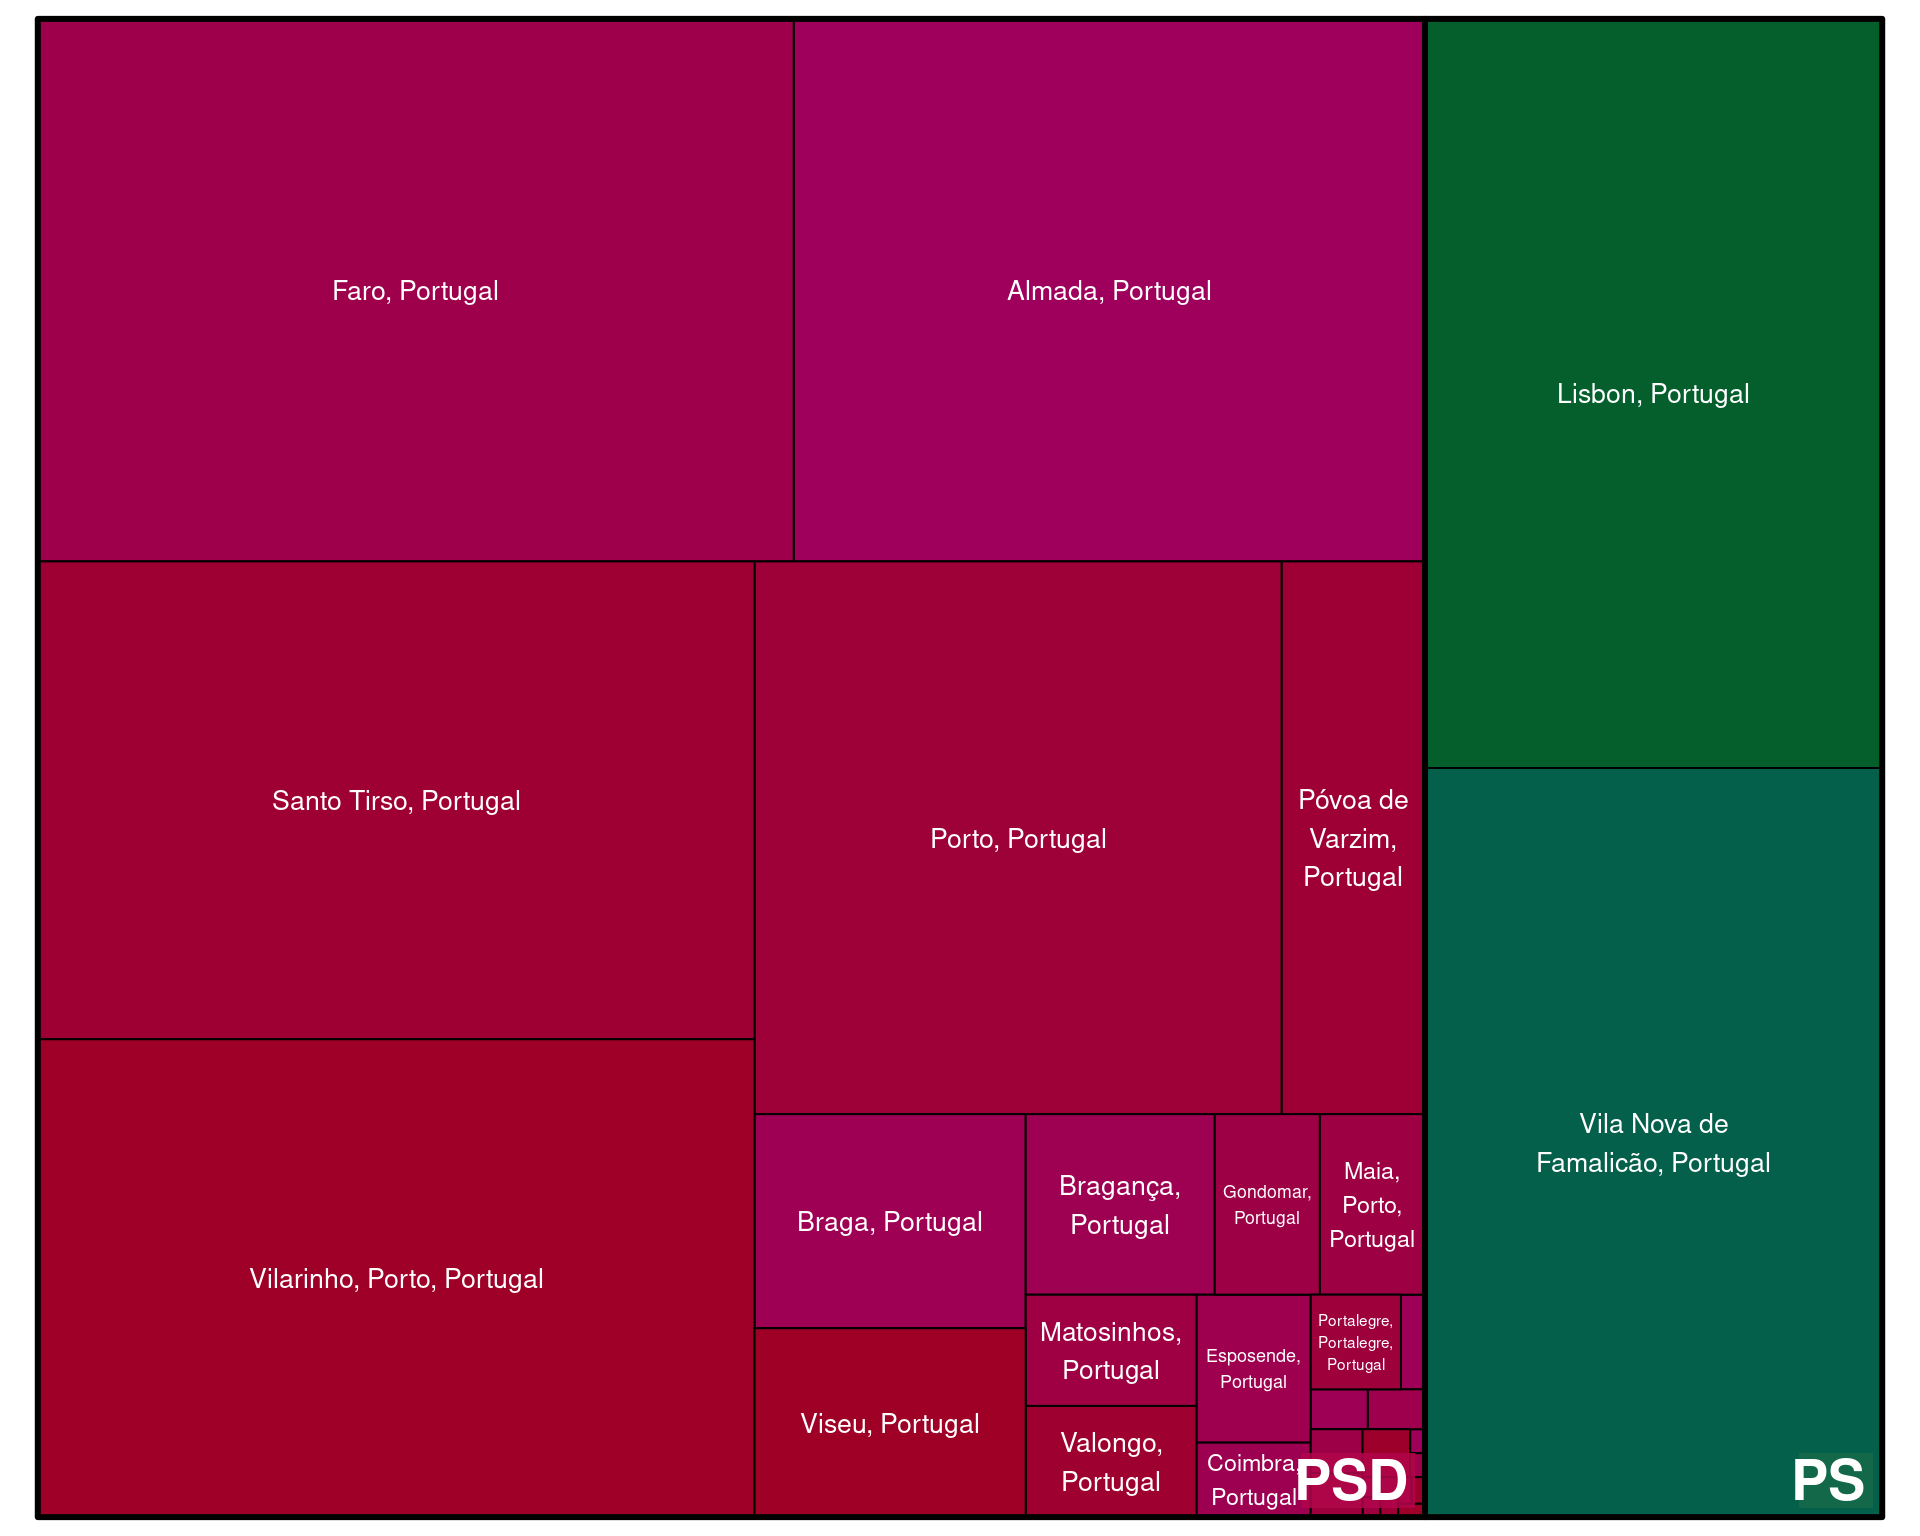 Faro, Portugal
Almada, Portugal
Lisbon, Portugal
Santo Tirso, Portugal
Porto, Portugal
Póvoa de
Varzim,
Portugal
Vilarinho, Porto, Portugal
Braga, Portugal
Bragança,
Portugal
Gondomar,
Portugal
Maia,
Porto,
Portugal
Vila Nova de
Famalicão, Portugal
Viseu, Portugal
Matosinhos,
Portugal
Esposende,
Portugal
Portalegre,
Portalegre,
Portugal
Valongo,
Portugal
Coimbra,
Portugal
PSD
PS